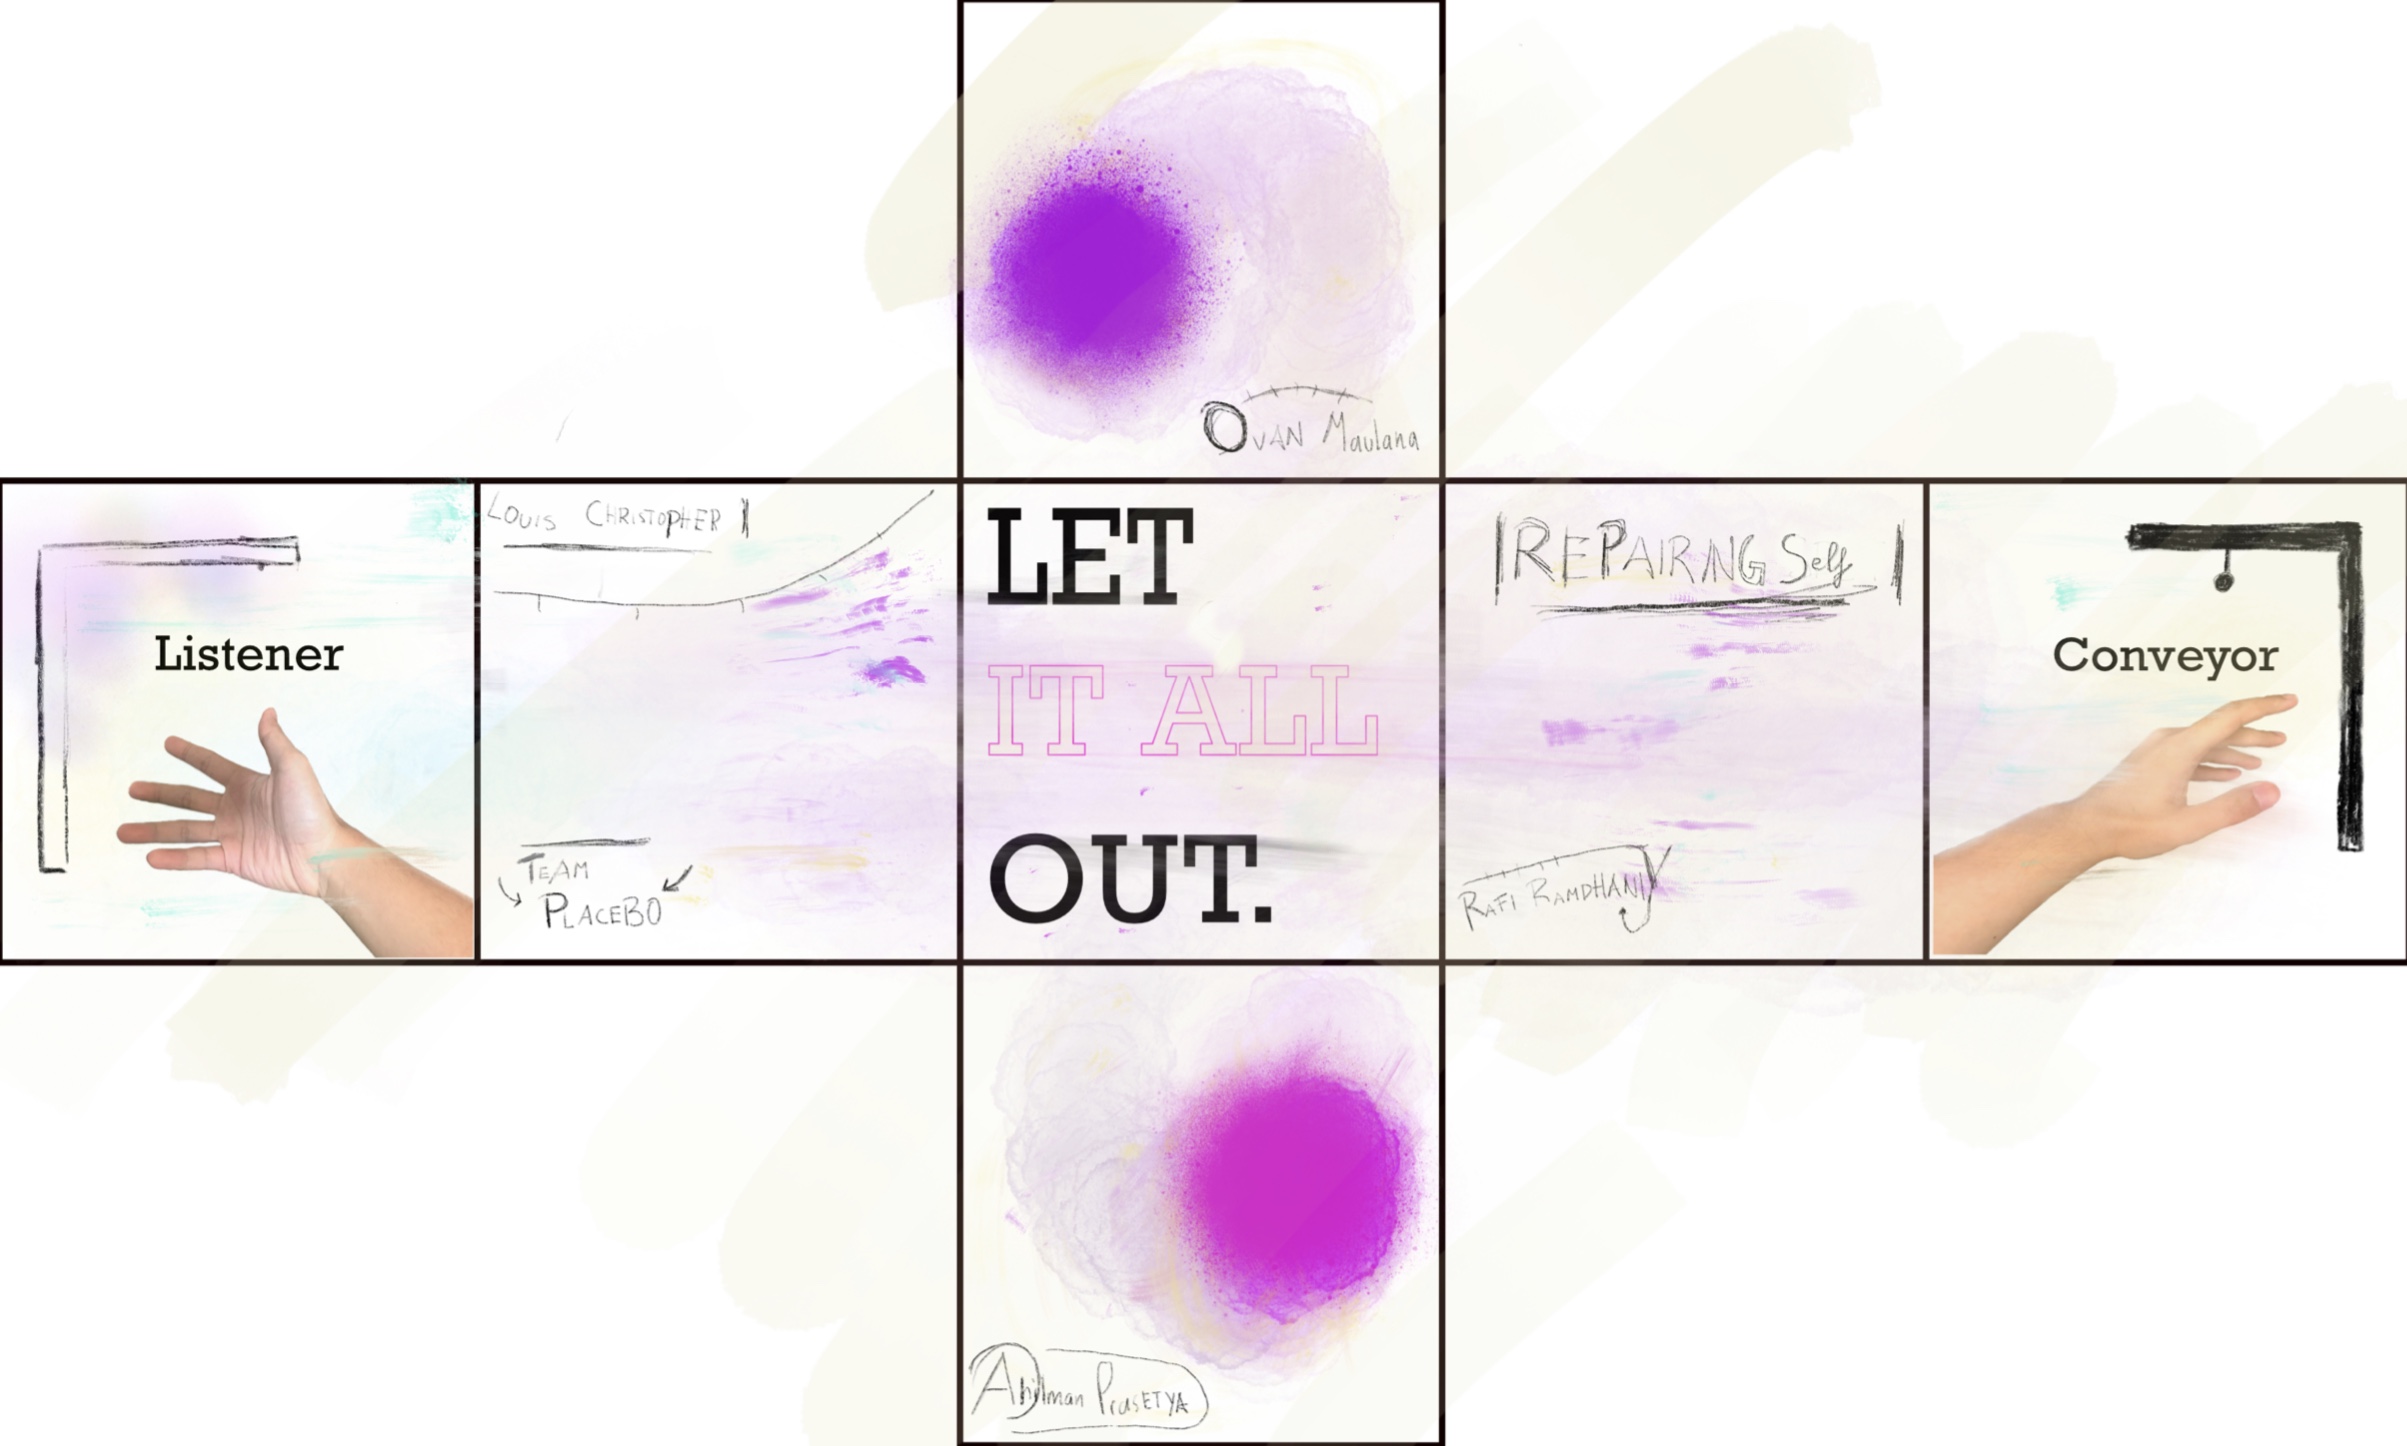 OVAN Maulana
Listener
LOUIS CHRISTOPHER
TEAM
PLACEBO
LET
IT ALL
OUT.
REPAIRING Self
RAFI RAMDHANI
Conveyor
PrasETYA